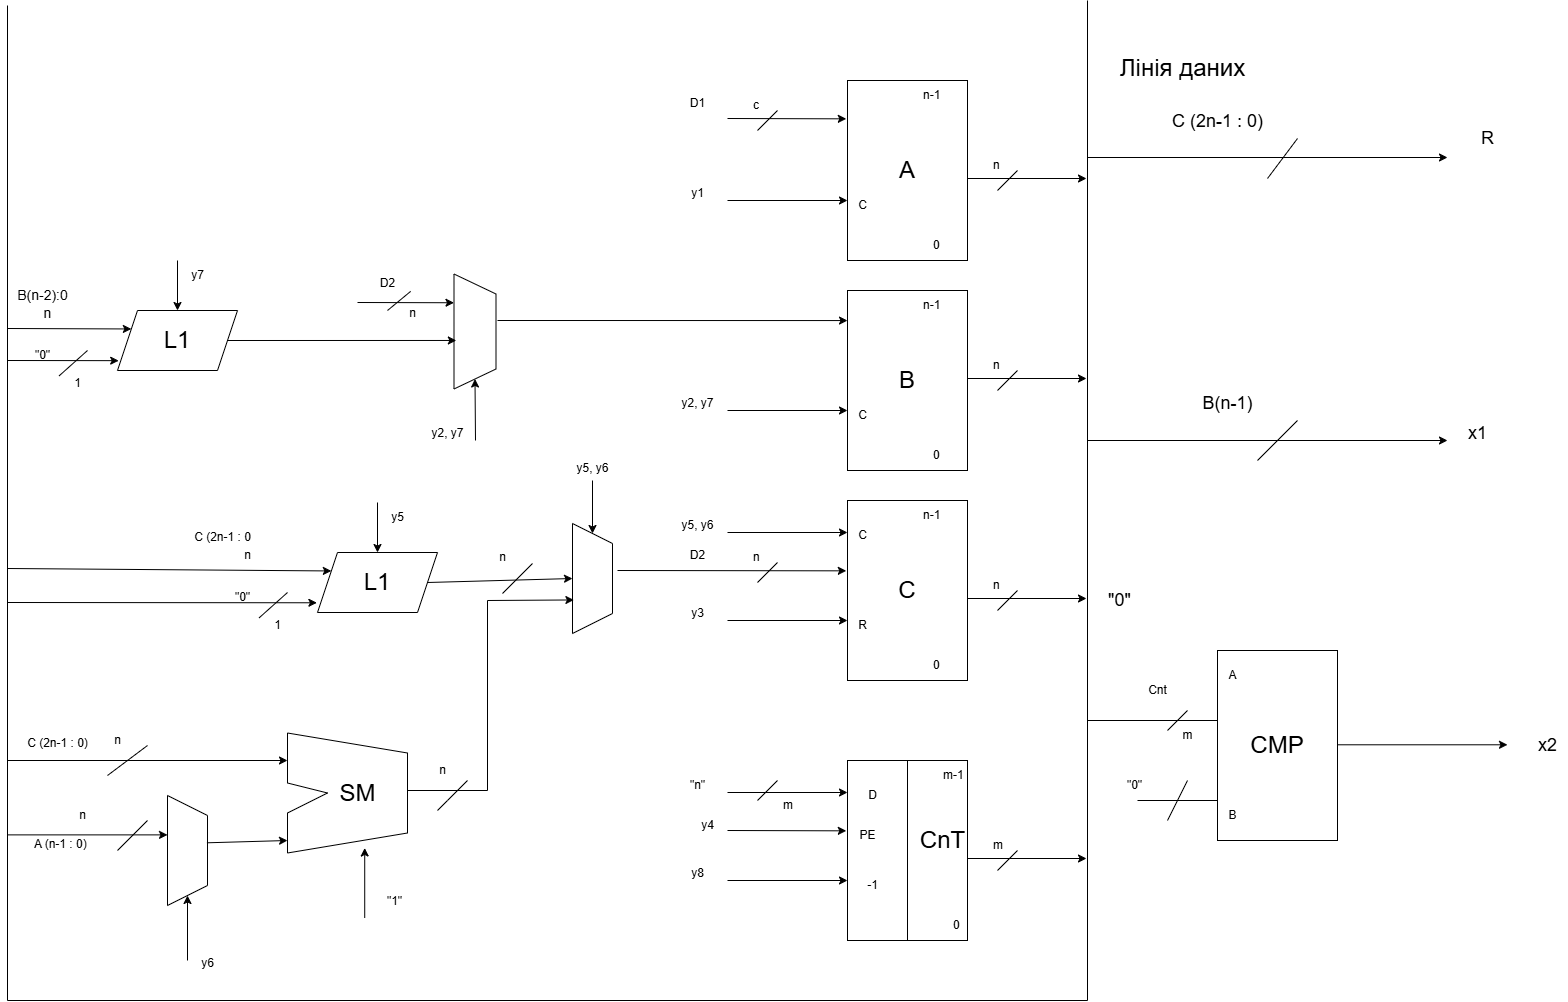 Лінія даних
n-1
D1
c
C (2n-1 : 0)
R
n
A
y1
C
0
y7
B(n-2):0
n
D2
n
n-1
L1
"0"
1
n
B
y2, y7
C
B(n-1)
x1
y2, y7
0
y5, y6
y5
n-1
C (2n-1 : 0
n
n
y5, y6
C
D2
n
L1
C
n
"0"
"0"
1
y3
R
0
A
Cnt
m
C (2n-1 : 0)
n
CMP
x2
n
SM
"n"
m
D
m-1
"0"
n
A (n-1 : 0)
y4
PE
CnT
m
B
y8
-1
"1"
0
y6